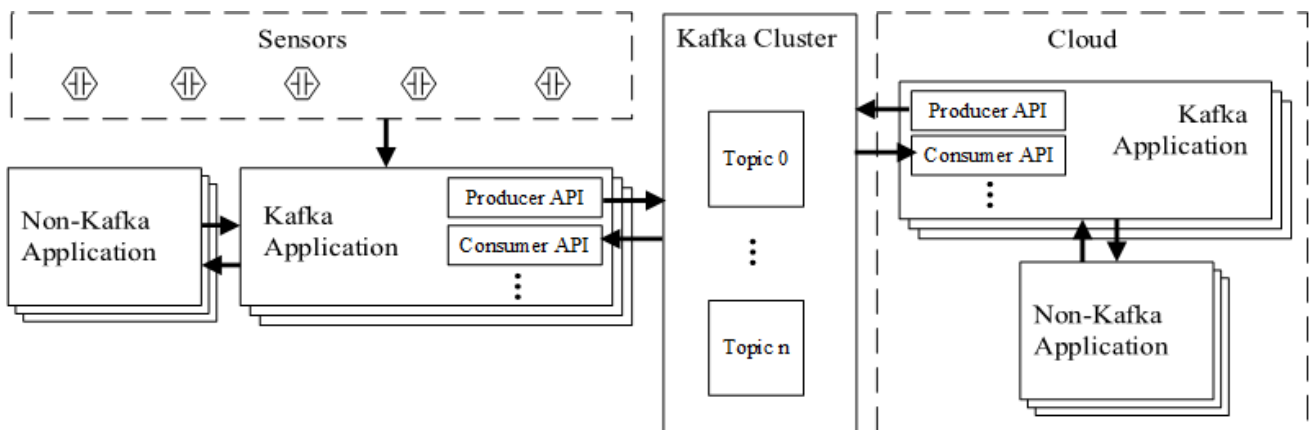 Sensors
Non-Kafka
Application
Kafka
Application
Producer API
Consumer API
Kafka Cluster
Topic 0
Topic n
Cloud
Producer API
Consumer API
Kafka
Application
Non-Kafka
Application